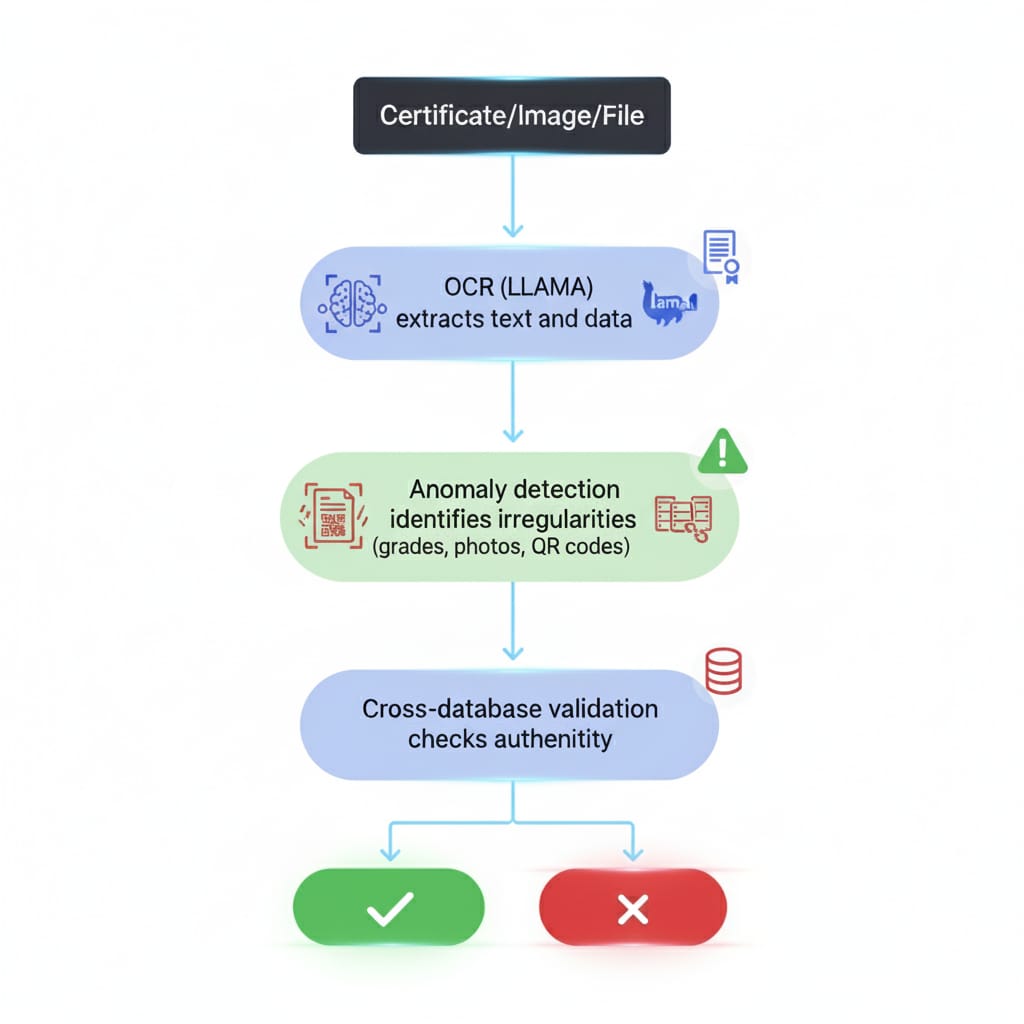 Certificate/Image/File
OCR (LLAMA)
extracts text and data
Anomaly detection
identifies irregularities
(grades, photos, QR codes)
Cross-database validation
checks authenitity